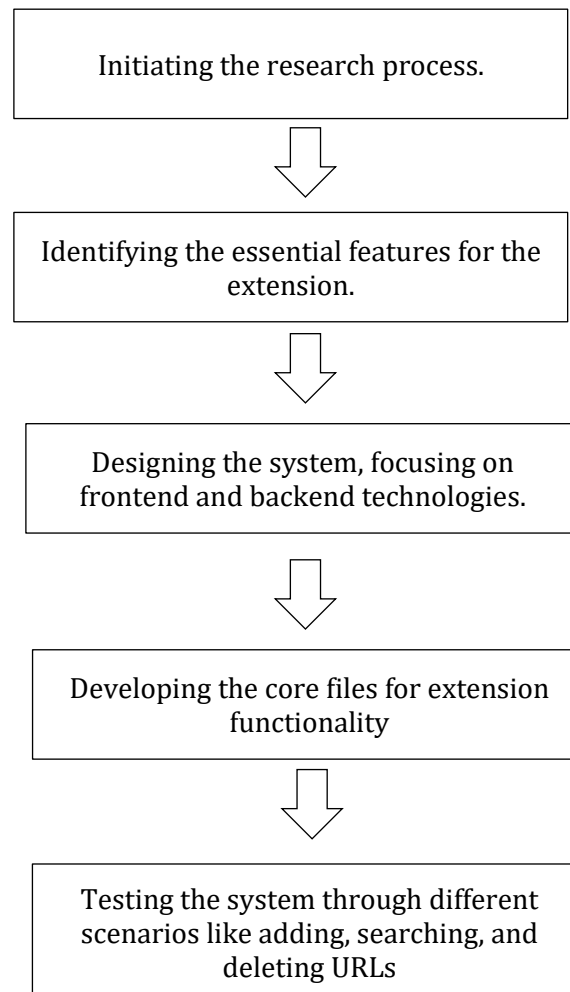 Initiating the research process.
Identifying the essential features for the
extension.
Designing the system, focusing on
frontend and backend technologies.
Developing the core files for extension
functionality
Testing the system through different
scenarios like adding, searching, and
deleting URLs